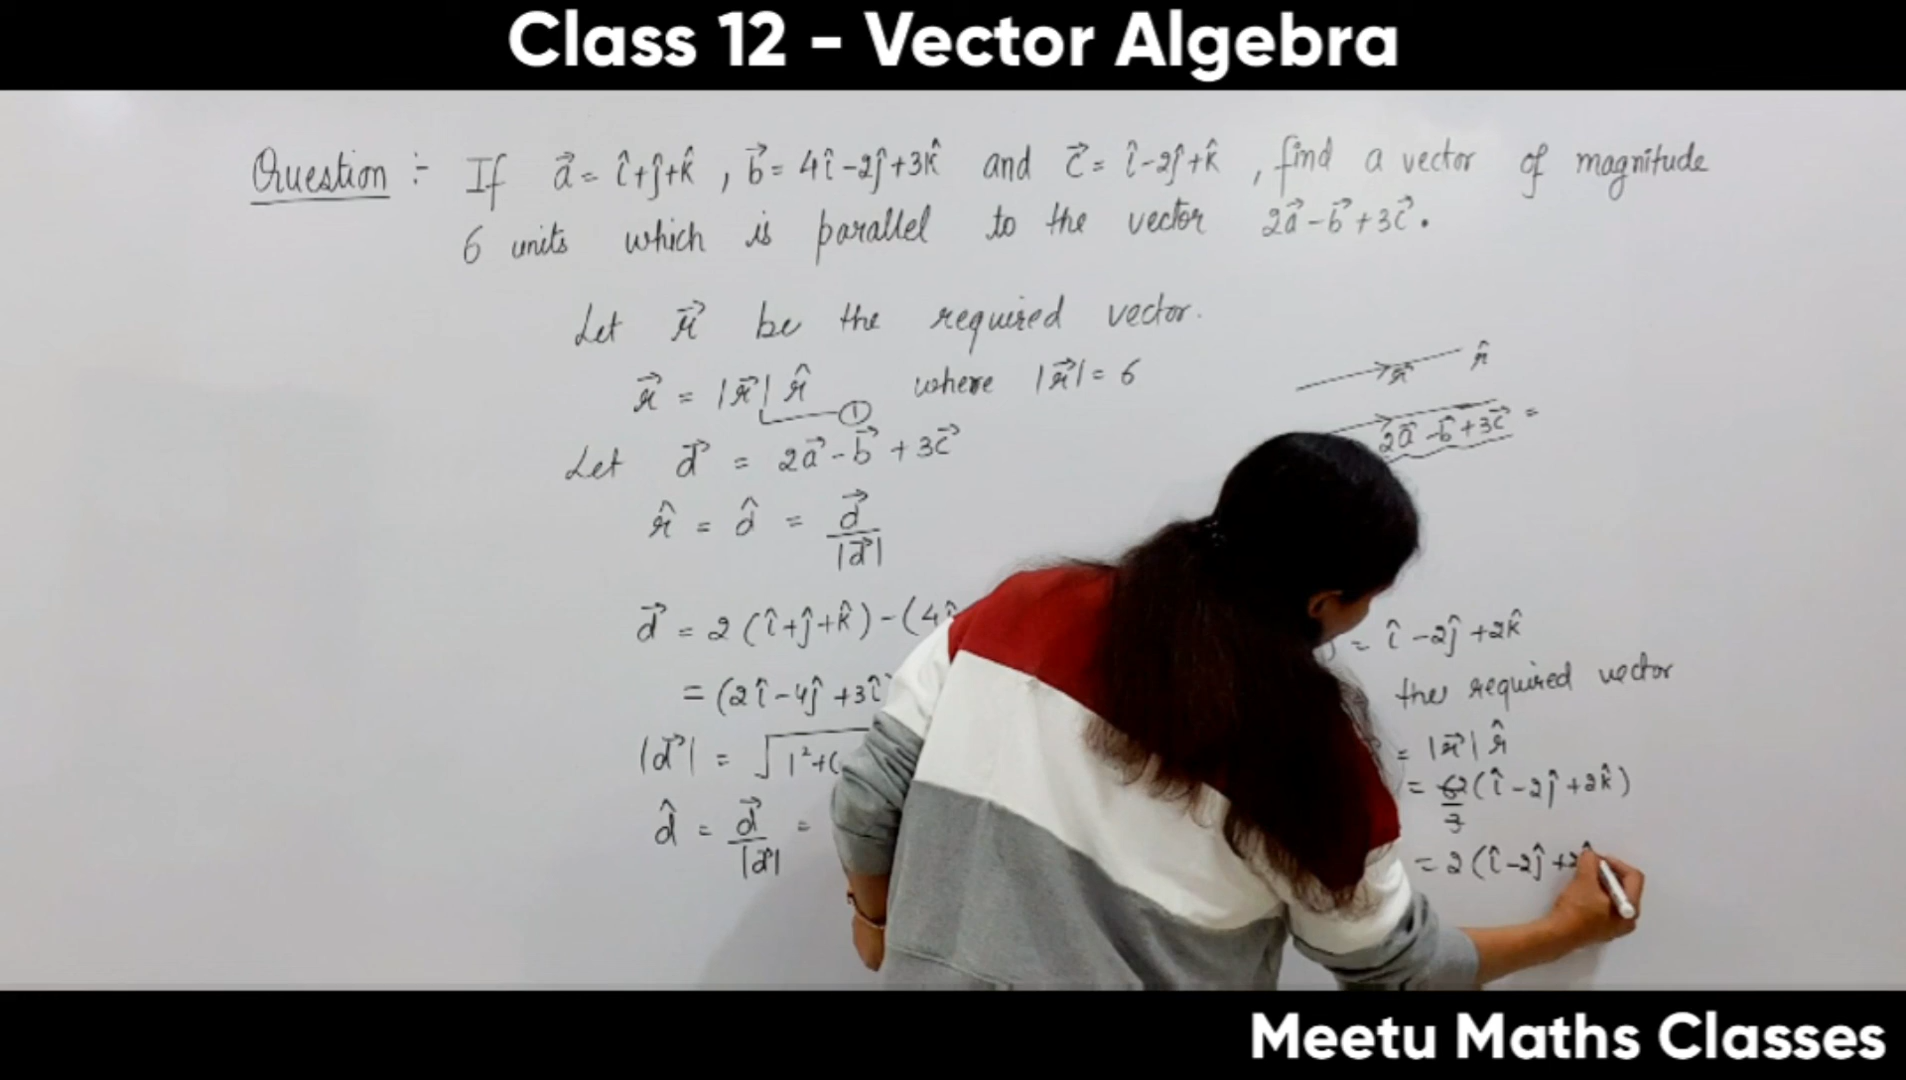 Class 12 - Vector Algebra
Question :- If a⃗ = î+ĵ+k̂ , b⃗ = 4î-2ĵ+3k̂ and c⃗ = î-2ĵ+k̂ , find a vector of magnitude
6 units which is parallel to the vector 2a⃗ - b⃗ + 3c⃗ .
Let r⃗ be the required vector.
r⃗ = |r⃗| r̂ where |r⃗| = 6
①
r⃗ r̂
2a⃗ - b⃗ + 3c⃗ =
Let d⃗ = 2a⃗ - b⃗ + 3c⃗
r̂ = d̂ = d⃗ / |d⃗|
d⃗ = 2 (î+ĵ+k̂) - (4î
= (2î - 4ĵ + 3î
|d⃗| = √1²+(
d̂ = d⃗ / |d⃗| =
= î - 2ĵ + 2k̂
the required vector
= |r⃗| r̂
= 6/3 (î - 2ĵ + 2k̂)
= 2 (î - 2ĵ + 2
Meetu Maths Classes